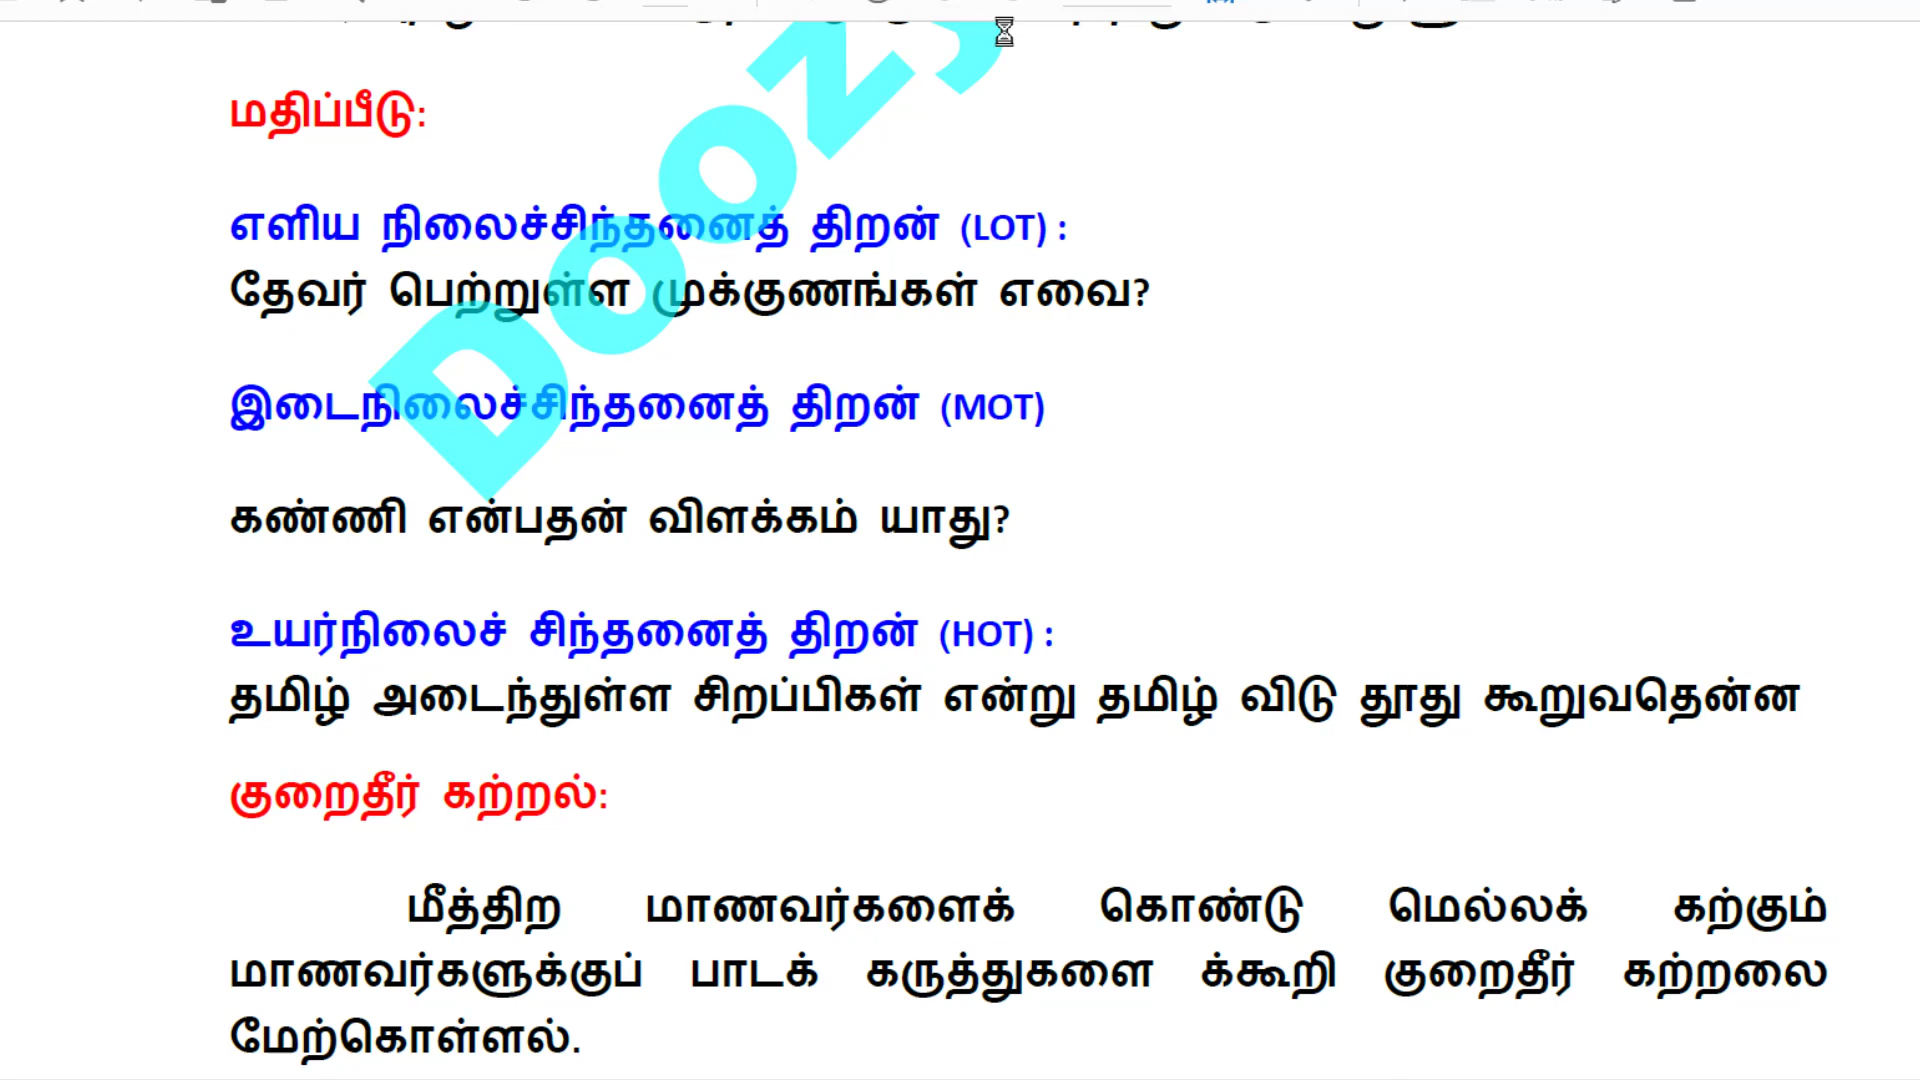 மதிப்பீடு:
எளிய நிலைச்சிந்தனைத் திறன் (LOT) :
தேவர் பெற்றுள்ள முக்குணங்கள் எவை?
இடைநிலைச்சிந்தனைத் திறன் (MOT)
கண்ணி என்பதன் விளக்கம் யாது?
உயர்நிலைச் சிந்தனைத் திறன் (HOT) :
தமிழ் அடைந்துள்ள சிறப்பிகள் என்று தமிழ் விடு தூது கூறுவதென்ன
குறைதீர் கற்றல்:
மீத்திற மாணவர்களைக் கொண்டு மெல்லக் கற்கும்
மாணவர்களுக்குப் பாடக் கருத்துகளை க்கூறி குறைதீர் கற்றலை
மேற்கொள்ளல்.
Doozy